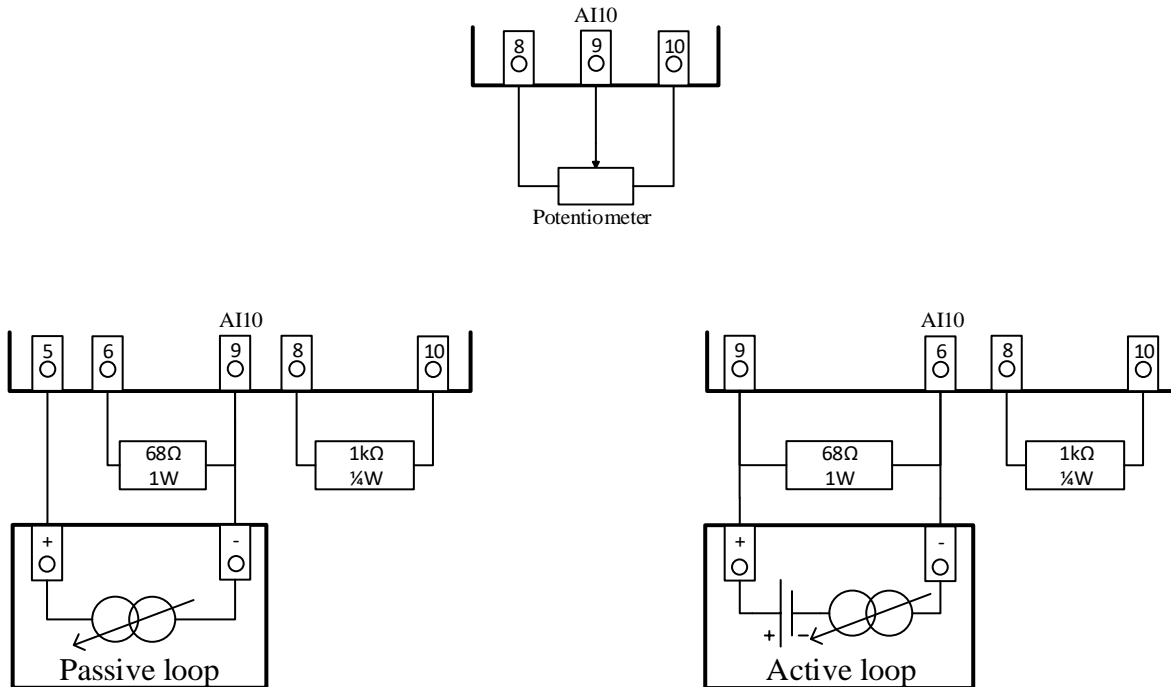 AI10
8 9 10
Potentiometer
AI10
5 6 9 8 10
68Ω
1W
1kΩ
¼W
+ -
Passive loop
AI10
9 6 8 10
68Ω
1W
1kΩ
¼W
+ -
+ -
Active loop